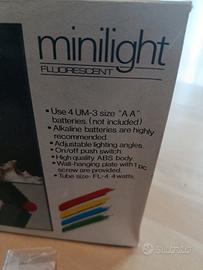 minilight
FLUORESCENT
• Use 4 UM-3 size "AA"
batteries. (not included)
• Alkaline batteries are highly
recommended.
• Adjustable lighting angles.
• On/off push switch.
• High quality ABS body.
• Wall-hanging plate with 1 pc
screw are provided.
• Tube size- FL-4 4 watts.
subito